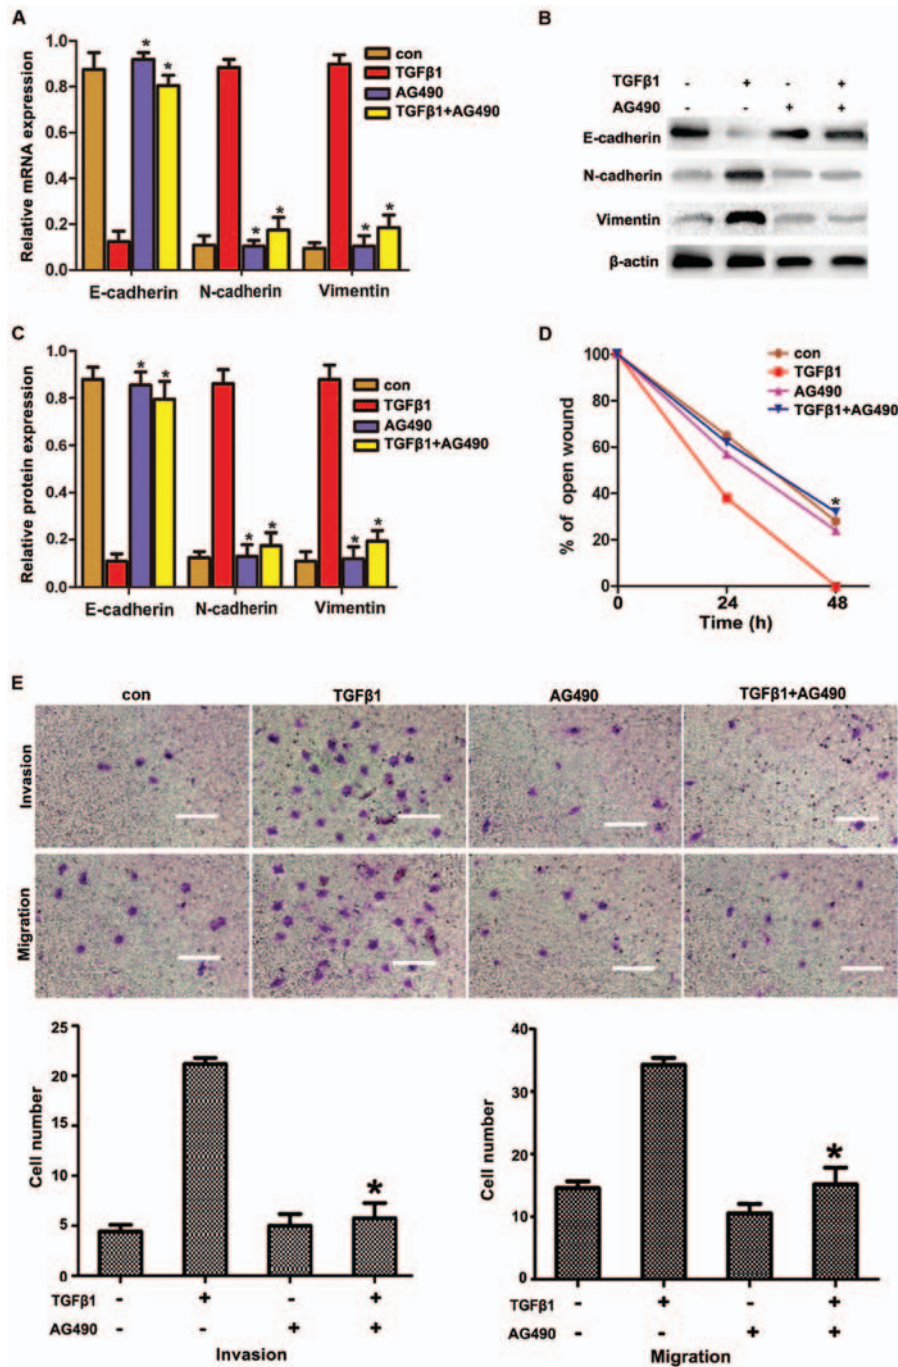 A
Relative mRNA expression
1.0
0.8
0.6
0.4
0.2
0.0
* *
* *
* *
E-cadherin N-cadherin Vimentin
con
TGFβ1
AG490
TGFβ1+AG490
B
TGFβ1 - + - +
AG490 - - + +
E-cadherin
N-cadherin
Vimentin
β-actin
C
Relative protein expression
1.0
0.8
0.6
0.4
0.2
0.0
* *
* *
* *
E-cadherin N-cadherin Vimentin
con
TGFβ1
AG490
TGFβ1+AG490
D
% of open wound
100
80
60
40
20
0
*
0 24 48
Time (h)
con
TGFβ1
AG490
TGFβ1+AG490
E
con TGFβ1 AG490 TGFβ1+AG490
Invasion
Migration
Cell number
25
20
15
10
5
0
*
TGFβ1 - + - +
AG490 - - + +
Invasion
Cell number
40
30
20
10
0
*
TGFβ1 - + - +
AG490 - - + +
Migration